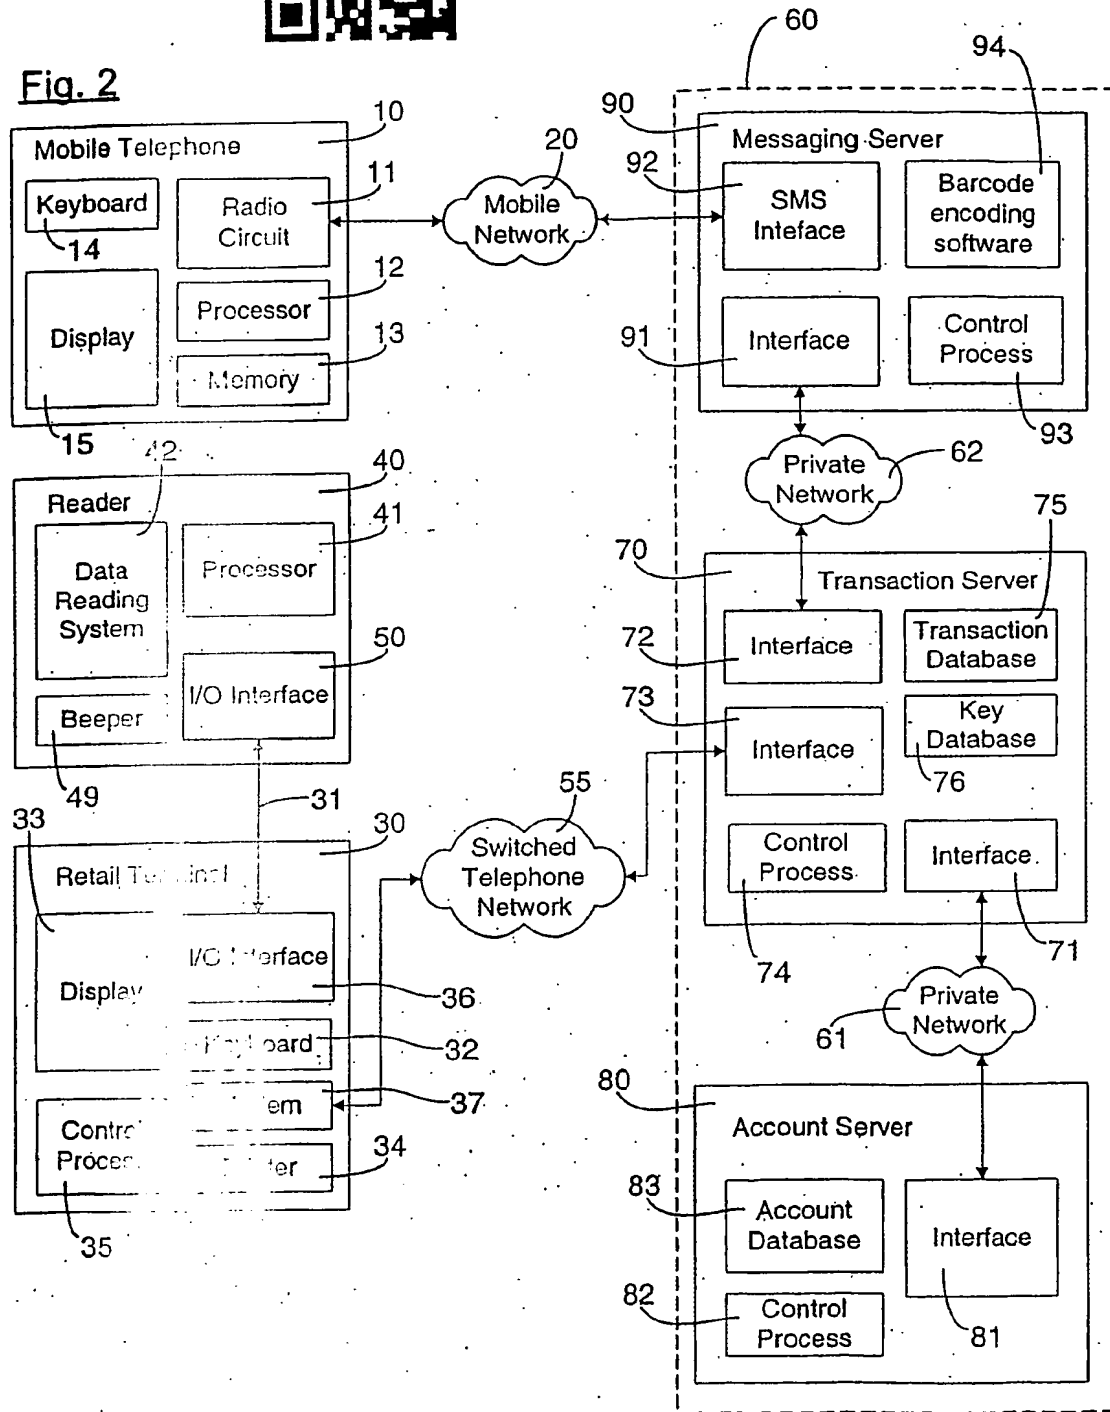 Fig. 2
10
Mobile Telephone
Keyboard
14
11
Radio
Circuit
12
Processor
Display
13
Memory
15
20
Mobile
Network
60
94
90
Messaging Server
92
SMS
Inteface
Barcode
encoding
software
91
Interface
Control
Process
93
Private
Network
62
42
40
Reader
41
Data
Reading
System
Processor
50
I/O Interface
Beeper
49
31
75
70
Transaction Server
72
Interface
Transaction
Database
73
Interface
Key
Database
76
Control
Process
74
Interface
71
55
Switched
Telephone
Network
33
30
Retail
I/O Interface
36
Display
Keyboard
32
37
Control
Process
34
35
Private
Network
61
80
Account Server
83
Account
Database
Interface
82
Control
Process
81